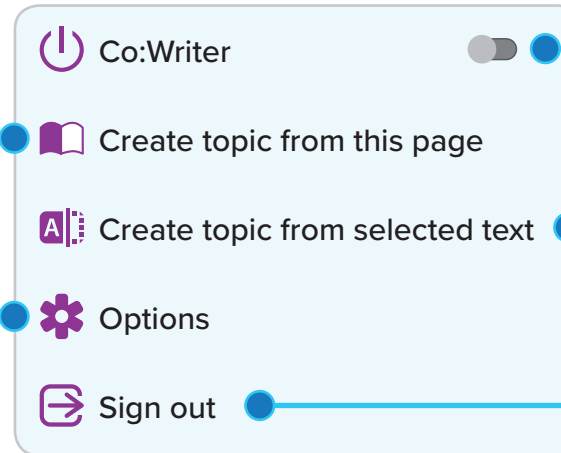 Co:Writer
Create topic from this page
A
Create topic from selected text
Options
Sign out